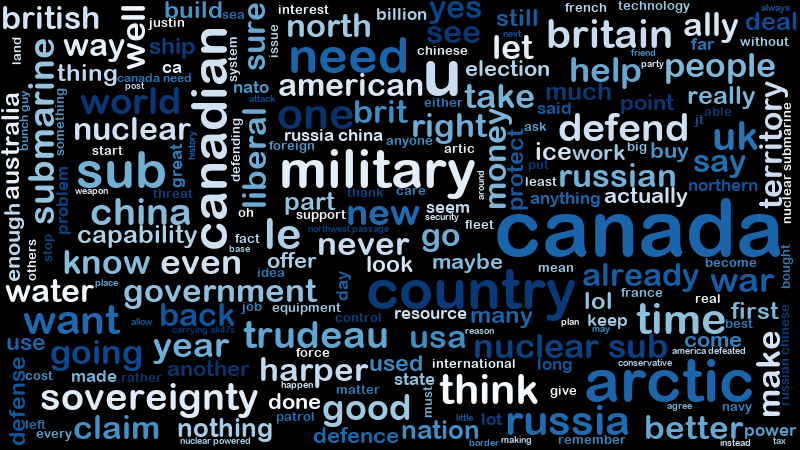 british
land
way
well
justin
build
sea
ship
sure
interest
issue
north
billion
yes
see
still
next
french
technology
always
deal
far
without
ally
britain
friend
party
let
chinese
election
help
people
american
need
u
canadian
system
nato
attack
thing
ca
canada need
post
submarine
something
bunch guy
australia
enough
world
nuclear
start
sub
weapon
threat
great
history
defending
liberal
foreign
one
brit
either
anyone
russia china
right
artic
take
money
around
military
much
said
point
really
able
jt
defend
uk
ask
protect
ice
work
big
buy
say
put
least
russian
northern
anything
actually
territory
nuclear submarine
problem
stop
others
china
capability
oh
fact
base
support
part
thank
care
new
seem
security
northwest passage
fleet
le
never
go
canada
know
even
offer
idea
look
maybe
mean
already
become
war
bought
water
place
government
job
equipment
day
control
country
resource
many
lol
france
keep
real
time
first
best
want
allow
back
carrying ak47s
trudeau
usa
reason
plan
may
come
use
going
year
force
nuclear sub
america defeated
make
russian chinese
defense
cost
made
rather
another
harper
happen
used
state
international
long
conservative
arctic
sovereignty
done
matter
must
think
give
agree
navy
left
every
claim
nothing
nuclear powered
patrol
good
defence
nation
little
lot
border
making
russia
remember
better
power
instead
tax